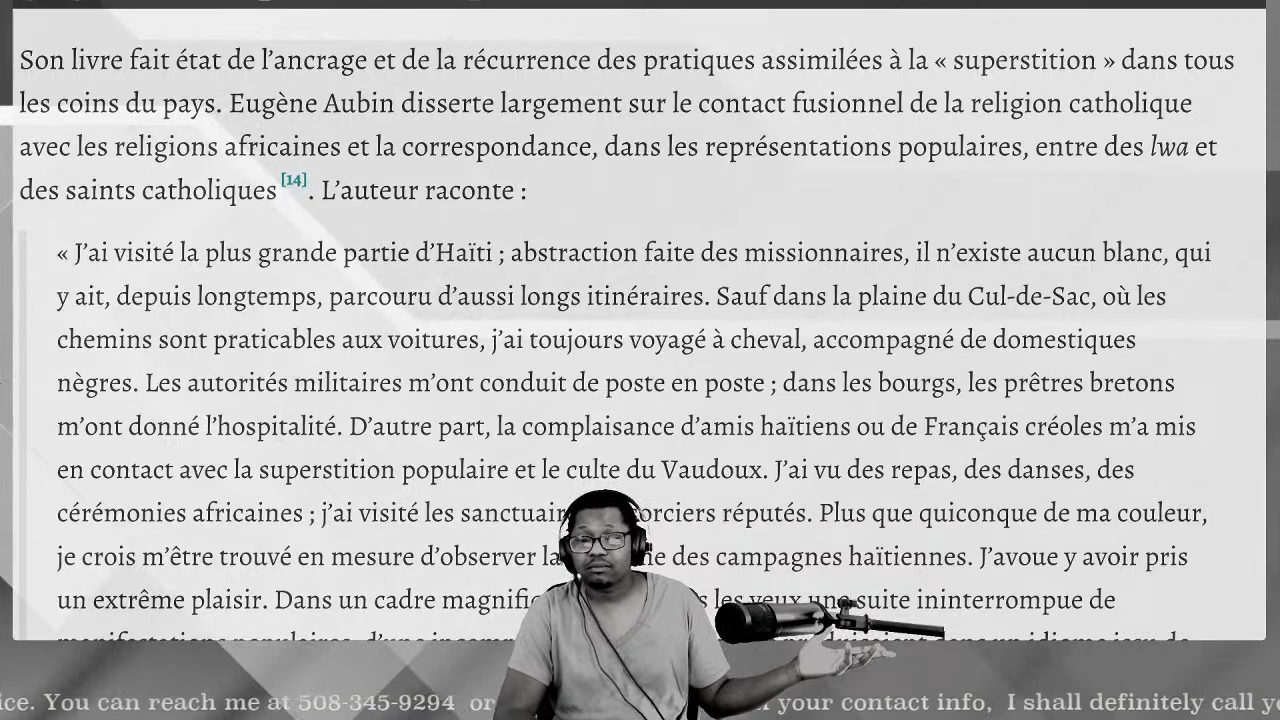 Son livre fait état de l’ancrage et de la récurrence des pratiques assimilées à la « superstition » dans tous
les coins du pays. Eugène Aubin disserte largement sur le contact fusionnel de la religion catholique
avec les religions africaines et la correspondance, dans les représentations populaires, entre des lwa et
des saints catholiques [14]. L’auteur raconte :
« J’ai visité la plus grande partie d’Haïti ; abstraction faite des missionnaires, il n’existe aucun blanc, qui
y ait, depuis longtemps, parcouru d’aussi longs itinéraires. Sauf dans la plaine du Cul-de-Sac, où les
chemins sont praticables aux voitures, j’ai toujours voyagé à cheval, accompagné de domestiques
nègres. Les autorités militaires m’ont conduit de poste en poste ; dans les bourgs, les prêtres bretons
m’ont donné l’hospitalité. D’autre part, la complaisance d’amis haïtiens ou de Français créoles m’a mis
en contact avec la superstition populaire et le culte du Vaudoux. J’ai vu des repas, des danses, des
cérémonies africaines ; j’ai visité les réputés. Plus que quiconque de ma couleur,
je crois m’être trouvé en mesure d’observer des campagnes haïtiennes. J’avoue y avoir pris
un extrême plaisir. Dans un cadre les yeux une suite ininterrompue de
You can reach me at 508-345-9294 or your contact info, I shall definitely call